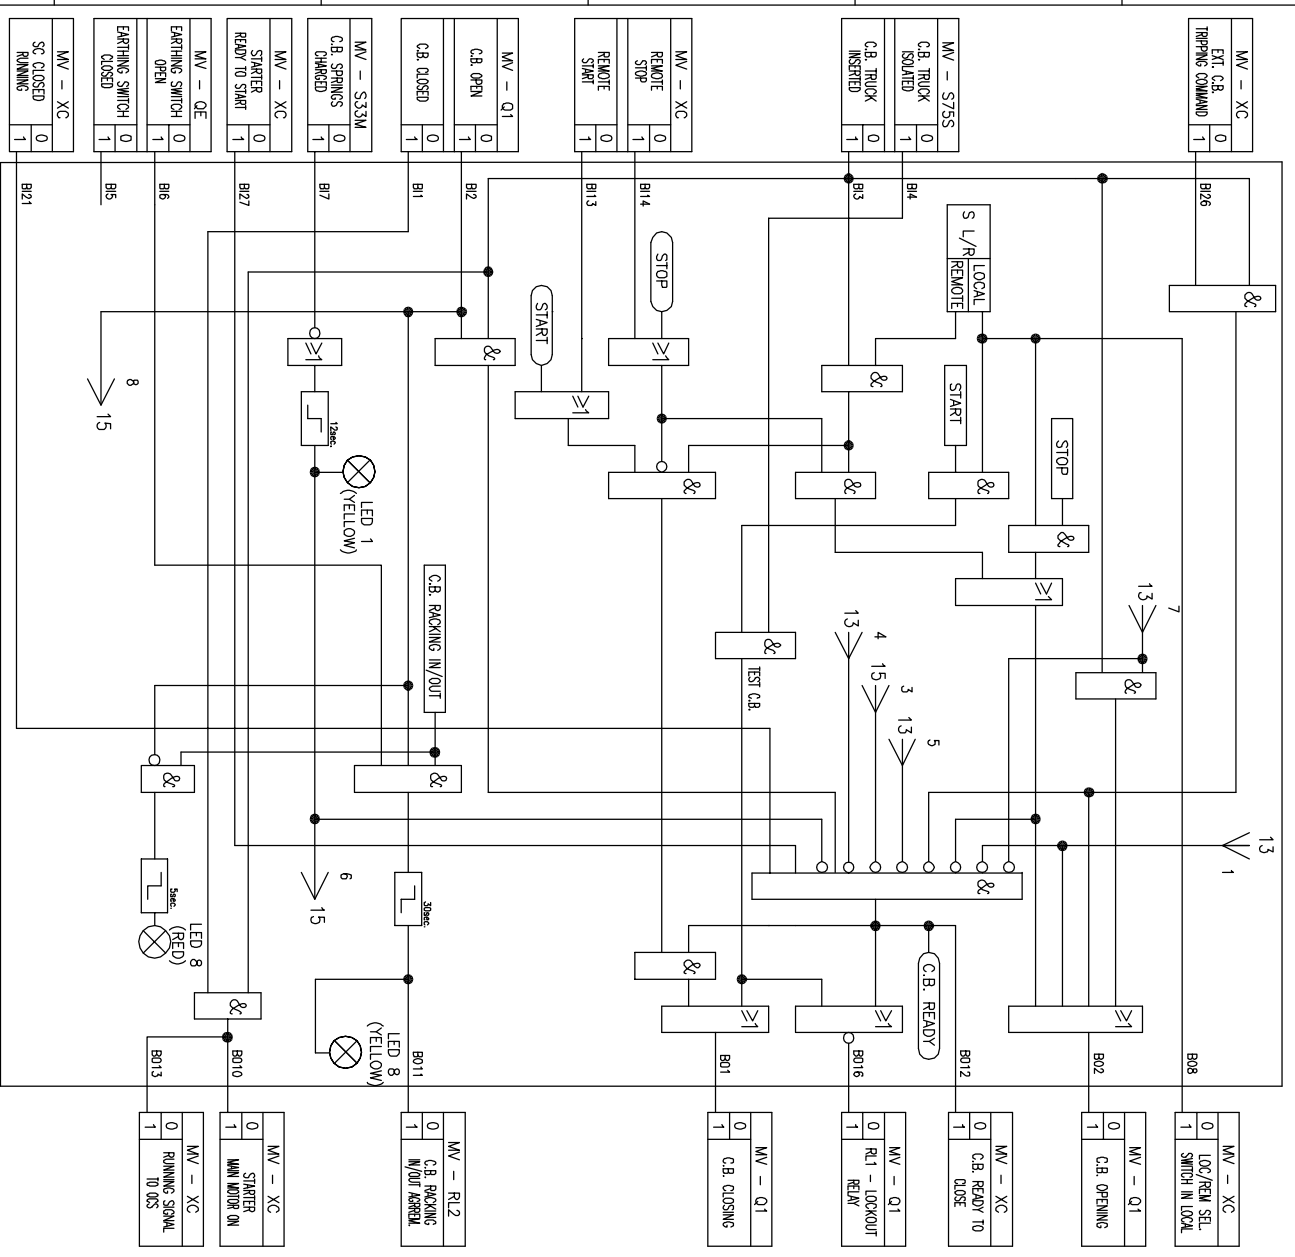 MV - XC
EXT. C.B.
TRIPPING COMMAND
0
1
BI26
MV - S75S
C.B. TRUCK
ISOLATED
0
1
BI4
C.B. TRUCK
INSERTED
0
1
BI3
MV - XC
REMOTE
STOP
0
1
BI14
REMOTE
START
0
1
BI13
MV - Q1
C.B. OPEN
0
1
BI2
C.B. CLOSED
0
1
BI1
MV - S33M
C.B. SPRINGS
CHARGED
0
1
BI7
MV - XC
STARTER
READY TO START
0
1
BI27
MV - QE
EARTHING SWITCH
OPEN
0
1
BI6
EARTHING SWITCH
CLOSED
0
1
BI5
MV - XC
SC CLOSED
RUNNING
0
1
BI21
&
S L/R
LOCAL
REMOTE
STOP
START
&
≥1
≥1
&
≥1
8
15
START
STOP
&
&
&
12sec.
LED 1
(YELLOW)
&
≥1
C.B. RACKING IN/OUT
7
13
4
13
3
15
5
13
&
TEST C.B.
&
&
&
13
1
&
6
15
30sec.
5sec.
LED 8
(RED)
C.B. READY
&
&
≥1
≥1
≥1
LED 8
(YELLOW)
BO8
MV - XC
0
1
LOC/REM SEL.
SWITCH IN LOCAL
BO2
MV - Q1
0
1
C.B. OPENING
BO12
MV - XC
0
1
C.B. READY TO
CLOSE
BO16
MV - Q1
0
1
RL1 - LOCKOUT
RELAY
BO1
MV - Q1
0
1
C.B. CLOSING
BO11
MV - RL2
0
1
C.B. RACKING
IN/OUT AGRREM.
BO10
MV - XC
0
1
STARTER
MAIN MOTOR ON
BO13
MV - XC
0
1
RUNNING SIGNAL
TO OCS